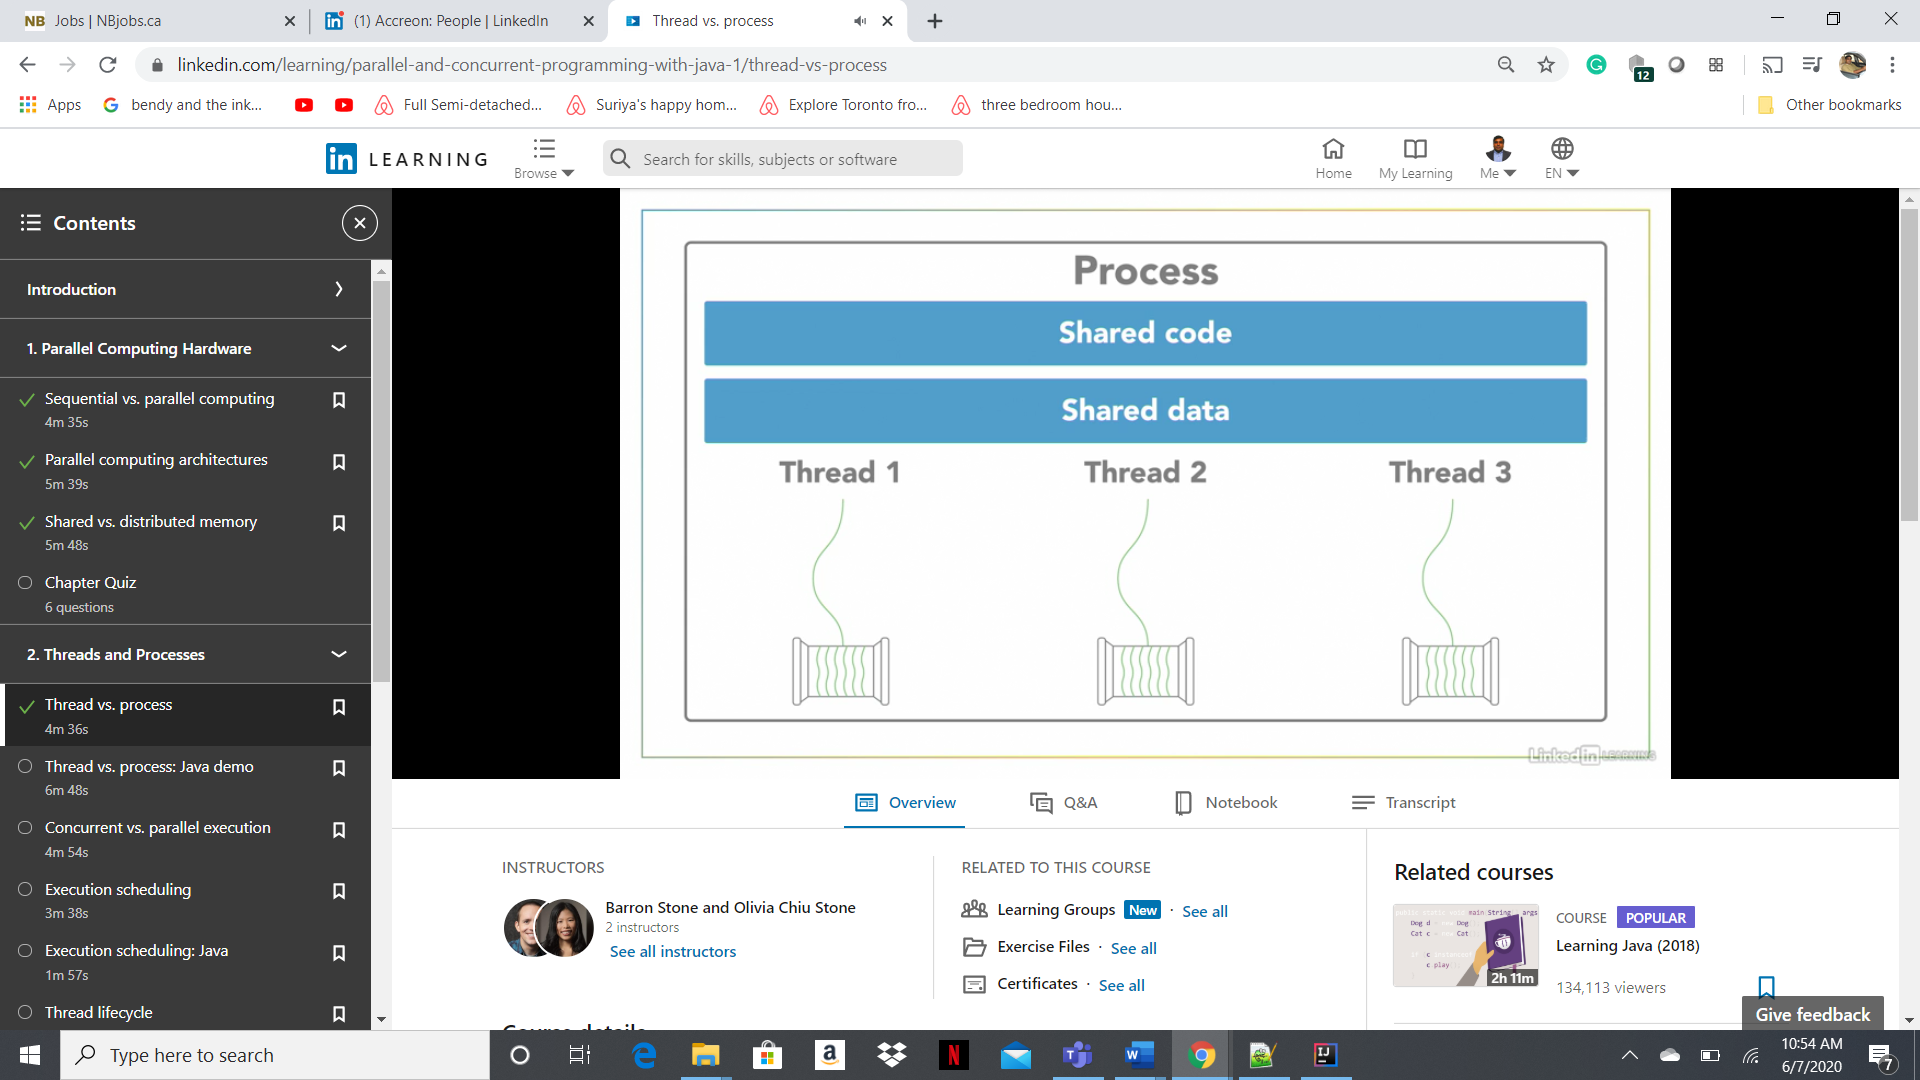 Jobs | NBjobs.ca
(1) Accreon: People | LinkedIn
Thread vs. process
linkedin.com/learning/parallel-and-concurrent-programming-with-java-1/thread-vs-process
12
Apps
bendy and the ink...
Full Semi-detached...
Suriya's happy hom...
Explore Toronto fro...
three bedroom hou...
Other bookmarks
in LEARNING
Browse
Search for skills, subjects or software
Home
My Learning
Me
EN
Contents
Introduction
1. Parallel Computing Hardware
Sequential vs. parallel computing
4m 35s
Parallel computing architectures
5m 39s
Shared vs. distributed memory
5m 48s
Chapter Quiz
6 questions
2. Threads and Processes
Thread vs. process
4m 36s
Thread vs. process: Java demo
6m 48s
Concurrent vs. parallel execution
4m 54s
Execution scheduling
3m 38s
Execution scheduling: Java
1m 57s
Thread lifecycle
Process
Shared code
Shared data
Thread 1
Thread 2
Thread 3
LinkedIn LEARNING
Overview
Q&A
Notebook
Transcript
INSTRUCTORS
Barron Stone and Olivia Chiu Stone
2 instructors
See all instructors
RELATED TO THIS COURSE
Learning Groups New · See all
Exercise Files · See all
Certificates · See all
Related courses
2h 11m
COURSE POPULAR
Learning Java (2018)
134,113 viewers
Give feedback
Type here to search
10:54 AM
6/7/2020
7